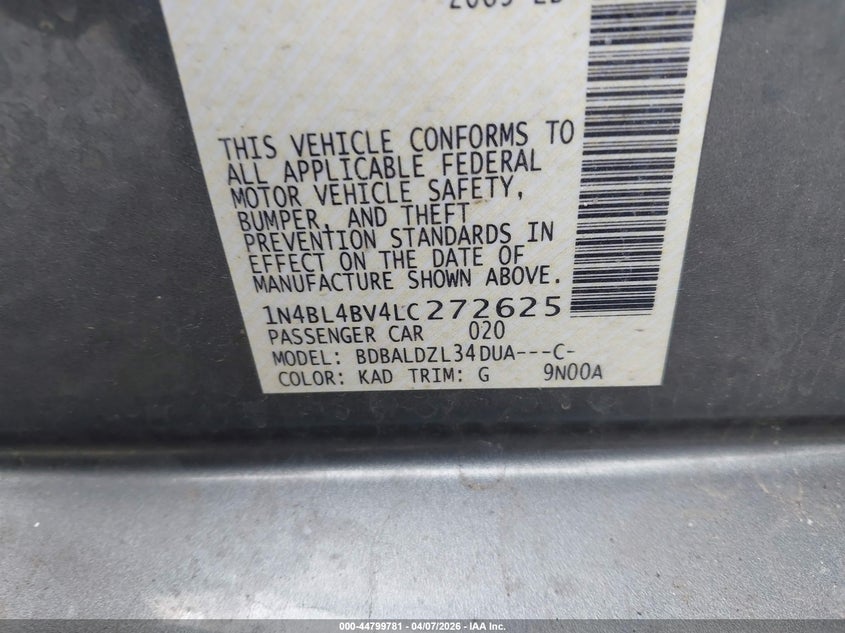 THIS VEHICLE CONFORMS TO
ALL APPLICABLE FEDERAL
MOTOR VEHICLE SAFETY,
BUMPER, AND THEFT
PREVENTION STANDARDS IN
EFFECT ON THE DATE OF
MANUFACTURE SHOWN ABOVE.
1N4BL4BV4LC272625
PASSENGER CAR 020
MODEL: BDBALDZL34DUA---C-
COLOR: KAD TRIM: G 9N00A
000-44799781 - 04/07/2026 - IAA Inc.